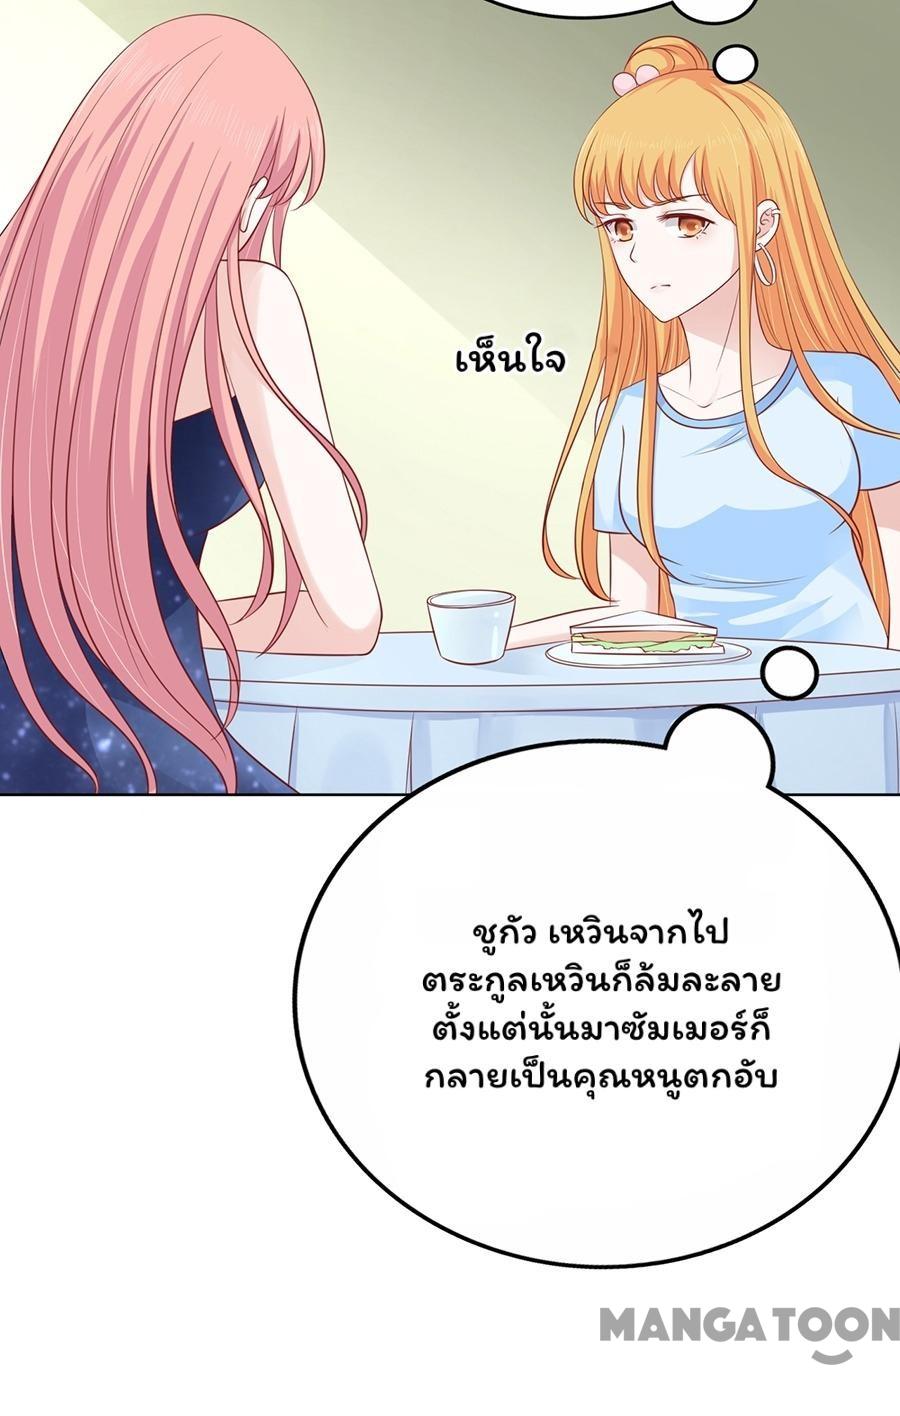 เห็นใจ
ชูกัว เหวินจากไป
ตระกูลเหวินก็ล้มละลาย
ตั้งแต่นั้นมาซัมเมอร์ก็
กลายเป็นคุณหนูตกอับ
MANGATOON